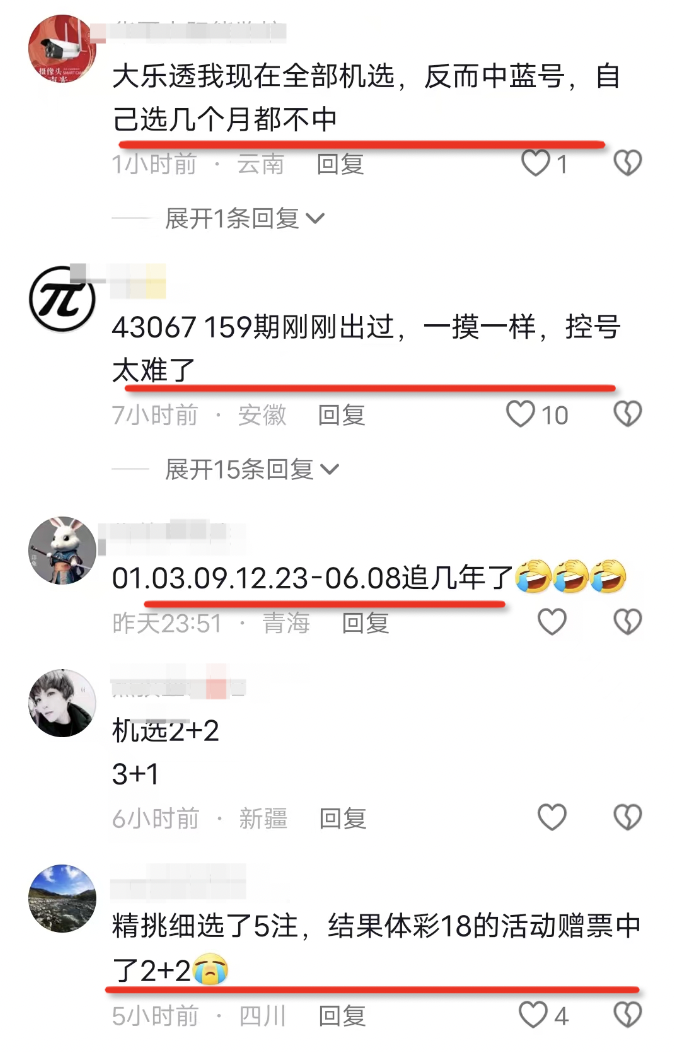 大乐透我现在全部机选，反而中蓝号，自
己选几个月都不中
1小时前 · 云南 回复 1
展开1条回复
43067 159期刚刚出过，一摸一样，控号
太难了
7小时前 · 安徽 回复 10
展开15条回复
01.03.09.12.23-06.08追几年了🤣🤣🤣
昨天23:51 · 青海 回复
机选2+2
3+1
6小时前 · 新疆 回复
精挑细选了5注，结果体彩18的活动赠票中
了2+2😭
5小时前 · 四川 回复 4